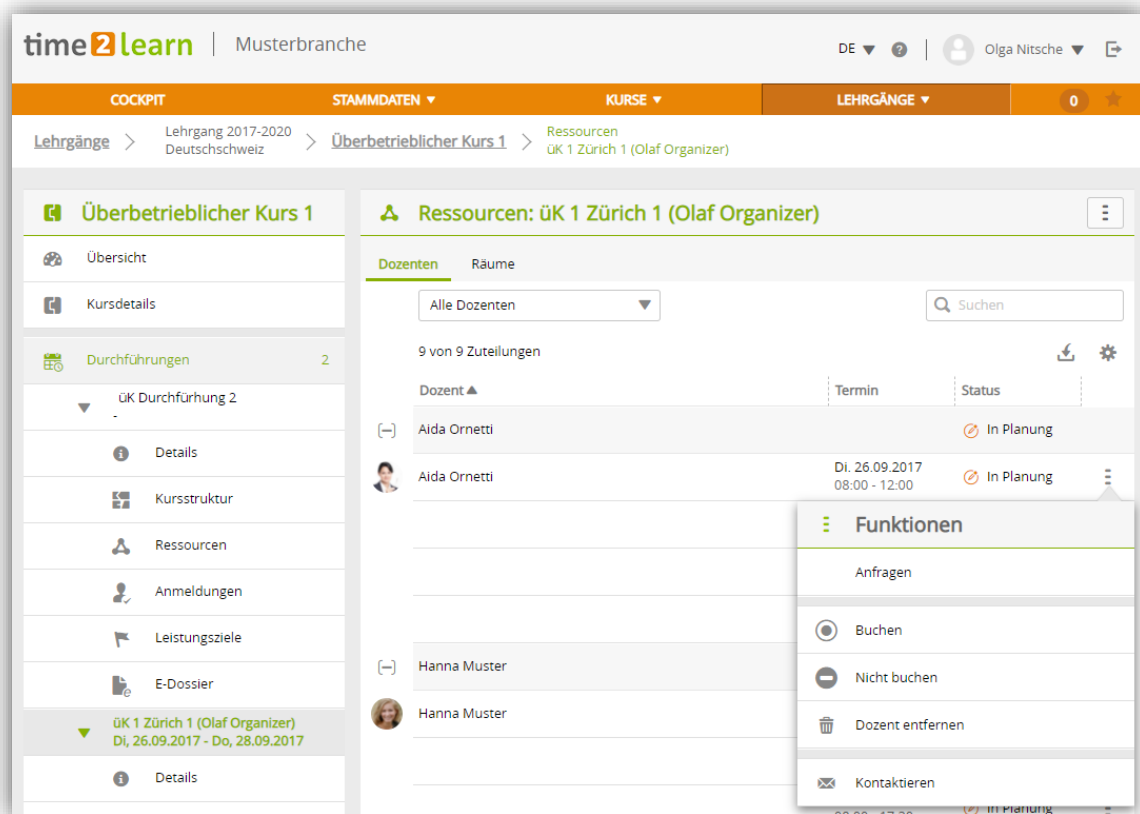 time2learn | Musterbranche
DE
?
Olga Nitsche
COCKPIT
STAMMDATEN
KURSE
LEHRGÄNGE
0
Lehrgänge
Lehrgang 2017-2020
Deutschschweiz
Überbetrieblicher Kurs 1
Ressourcen
üK 1 Zürich 1 (Olaf Organizer)
Überbetrieblicher Kurs 1
Übersicht
Kursdetails
Durchführungen 2
üK Durchfürhung 2
-
Details
Kursstruktur
Ressourcen
Anmeldungen
Leistungsziele
E-Dossier
üK 1 Zürich 1 (Olaf Organizer)
Di, 26.09.2017 - Do, 28.09.2017
Details
Ressourcen: üK 1 Zürich 1 (Olaf Organizer)
Dozenten Räume
Alle Dozenten
Suchen
9 von 9 Zuteilungen
Dozent Termin Status
Aida Ornetti In Planung
Aida Ornetti Di. 26.09.2017 In Planung
08:00 - 12:00
Hanna Muster
Hanna Muster
Funktionen
Anfragen
Buchen
Nicht buchen
Dozent entfernen
Kontaktieren
In Planung